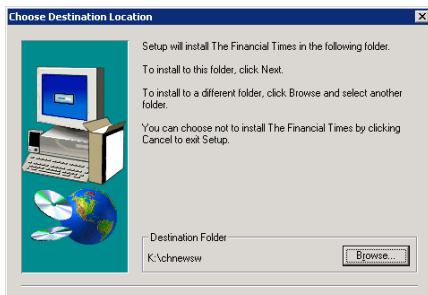 Choose Destination Location
Setup will install The Financial Times in the following folder.
To install to this folder, click Next.
To install to a different folder, click Browse and select another
folder.
You can choose not to install The Financial Times by clicking
Cancel to exit Setup.
Destination Folder
K:\chnewsw
Browse...